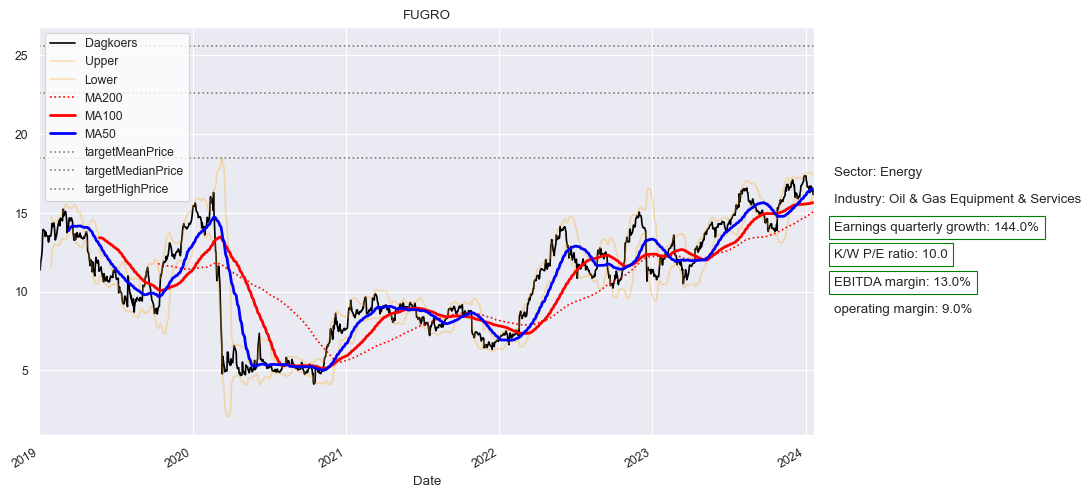 FUGRO
25
20
15
10
5
Dagkoers
Upper
Lower
MA200
MA100
MA50
targetMeanPrice
targetMedianPrice
targetHighPrice
Sector: Energy
Industry: Oil & Gas Equipment & Services
Earnings quarterly growth: 144.0%
K/W P/E ratio: 10.0
EBITDA margin: 13.0%
operating margin: 9.0%
2019
2020
2021
2022
2023
2024
Date